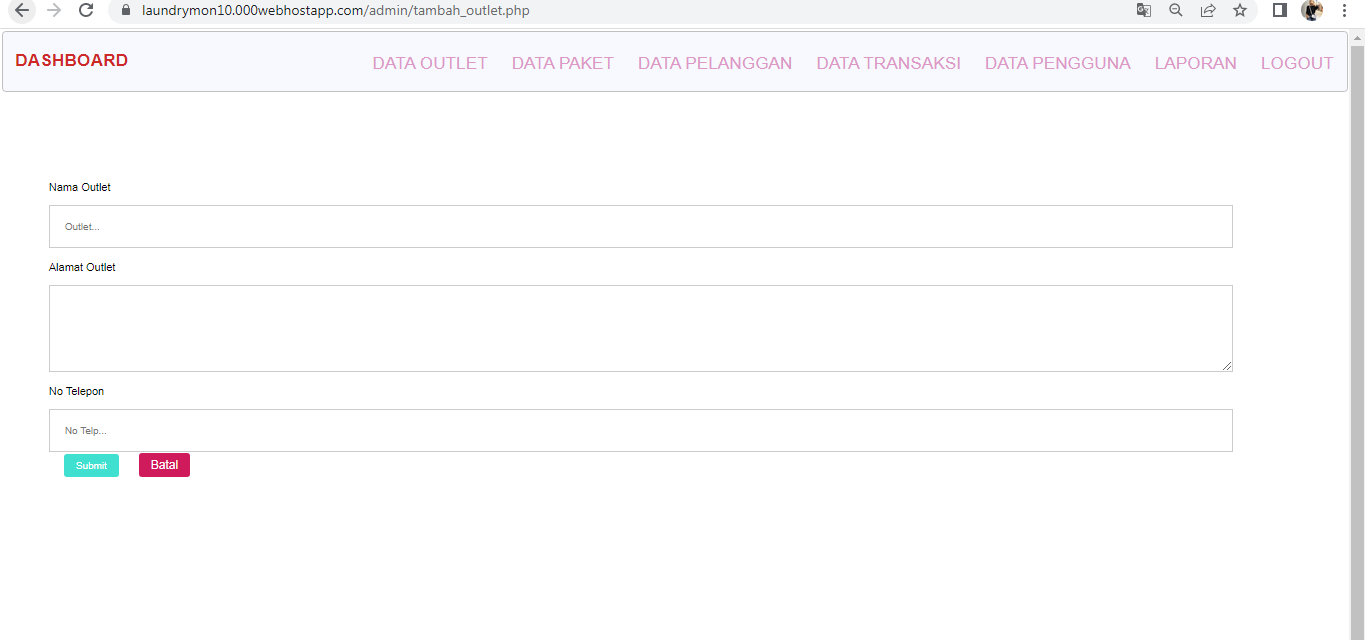 laundrymon10.000webhostapp.com/admin/tambah_outlet.php
DASHBOARD DATA OUTLET DATA PAKET DATA PELANGGAN DATA TRANSAKSI DATA PENGGUNA LAPORAN LOGOUT
Nama Outlet
Outlet...
Alamat Outlet
No Telepon
No Telp...
Submit Batal